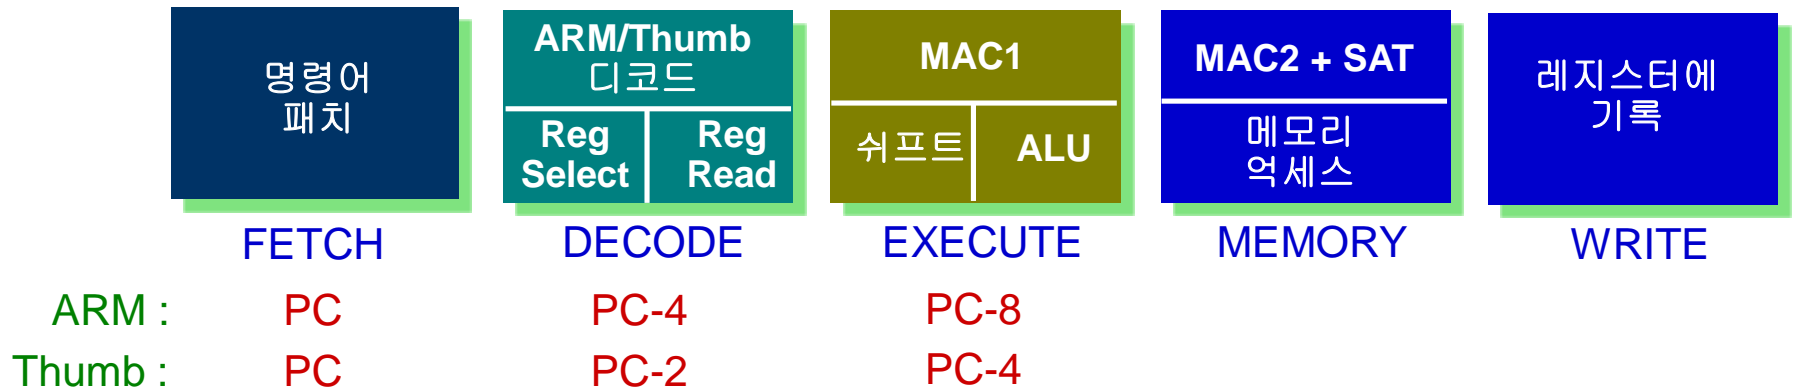 명령어
패치
ARM/Thumb
디코드
Reg
Select
Reg
Read
MAC1
쉬프트
ALU
MAC2 + SAT
메모리
억세스
레지스터에
기록
FETCH DECODE EXECUTE MEMORY WRITE
ARM : PC PC-4 PC-8
Thumb : PC PC-2 PC-4